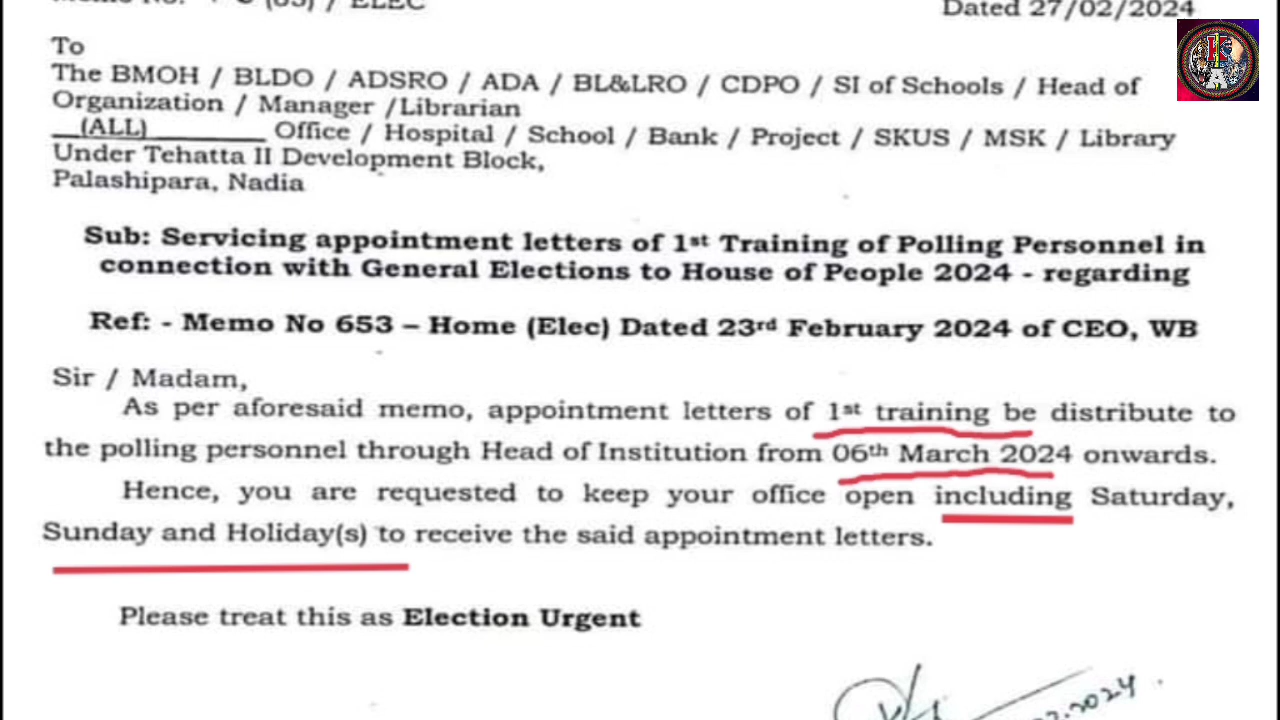 Dated 27/02/2024
To
The BMOH / BLDO / ADSRO / ADA / BL&LRO / CDPO / SI of Schools / Head of
Organization / Manager /Librarian
(ALL) Office / Hospital / School / Bank / Project / SKUS / MSK / Library
Under Tehatta II Development Block,
Palashipara, Nadia
Sub: Servicing appointment letters of 1st Training of Polling Personnel in
connection with General Elections to House of People 2024 - regarding
Ref: - Memo No 653 – Home (Elec) Dated 23rd February 2024 of CEO, WB
Sir / Madam,
As per aforesaid memo, appointment letters of 1st training be distribute to
the polling personnel through Head of Institution from 06th March 2024 onwards.
Hence, you are requested to keep your office open including Saturday,
Sunday and Holiday(s) to receive the said appointment letters.
Please treat this as Election Urgent